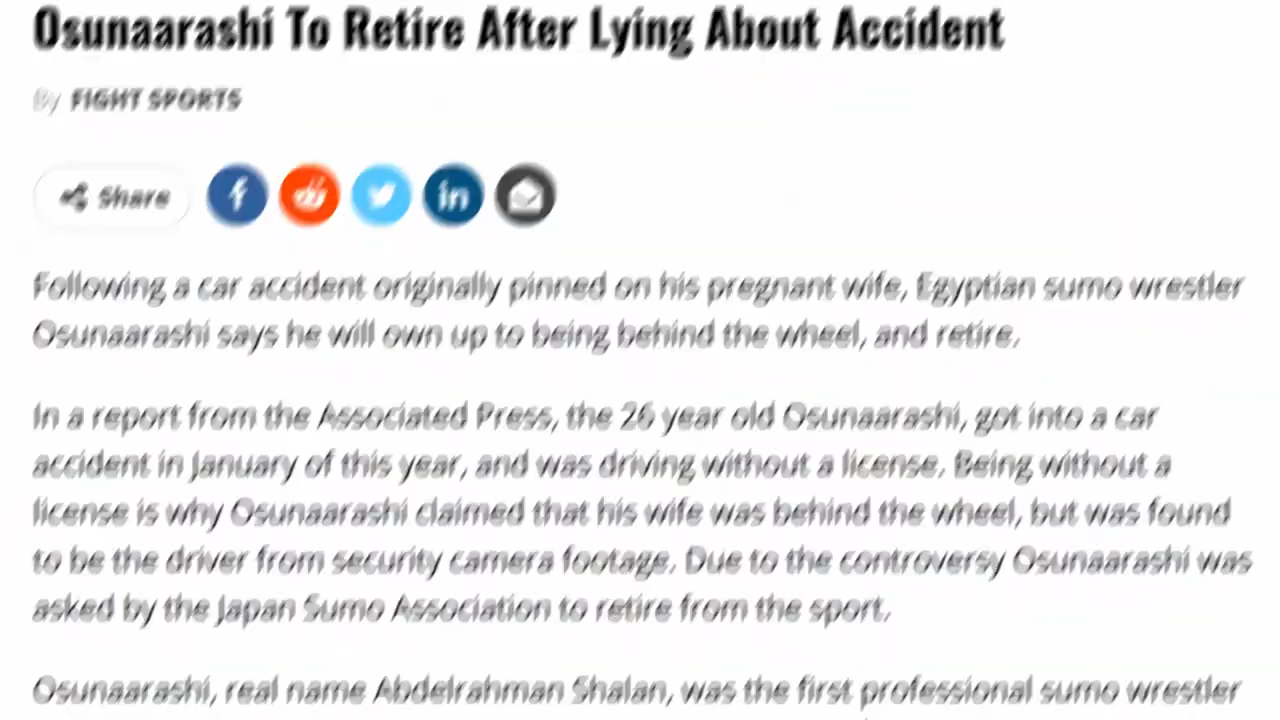 Osunaarashi To Retire After Lying About Accident
By FIGHT SPORTS
Share
Following a car accident originally pinned on his pregnant wife, Egyptian sumo wrestler
Osunaarashi says he will own up to being behind the wheel, and retire.
In a report from the Associated Press, the 26 year old Osunaarashi, got into a car
accident in January of this year, and was driving without a license. Being without a
license is why Osunaarashi claimed that his wife was behind the wheel, but was found
to be the driver from security camera footage. Due to the controversy Osunaarashi was
asked by the Japan Sumo Association to retire from the sport.
Osunaarashi, real name Abdelrahman Shalan, was the first professional sumo wrestler